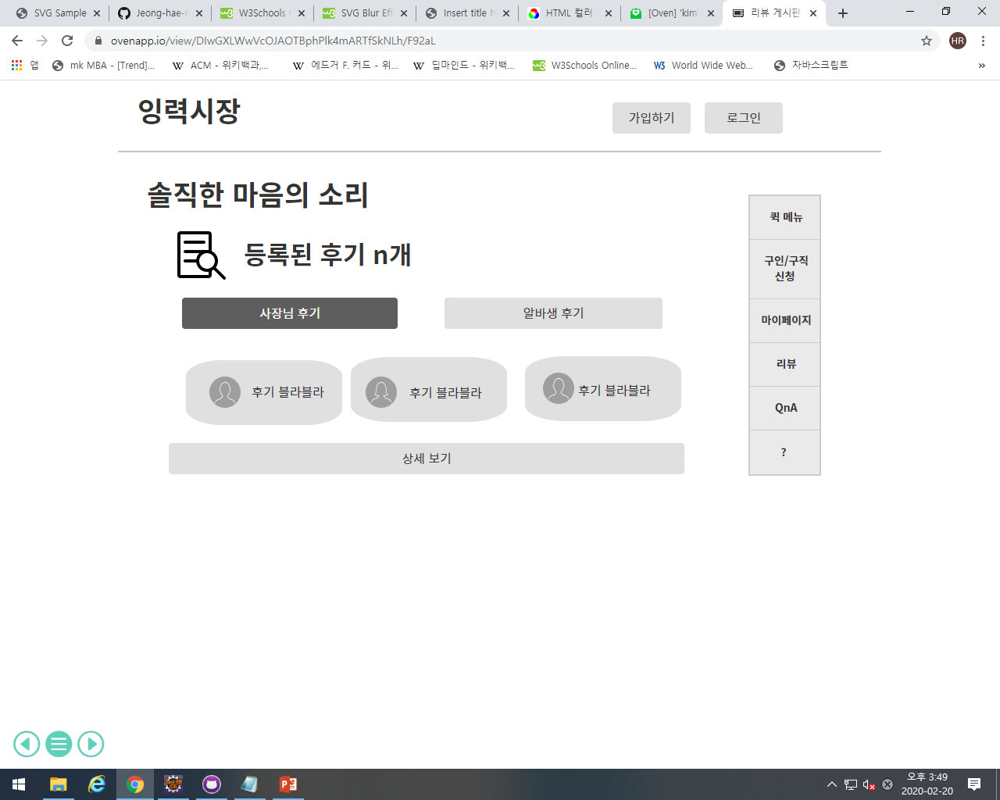 SVG Sample
Jeong-hae-r
W3Schools
SVG Blur Eff
Insert title h
HTML 컬러
[Oven] 'kim'
리뷰 게시판
ovenapp.io/view/DIwGXLWwVcOJAOTBphPlk4mARTfSkNLh/F92aL
HR
앱
mk MBA - [Trend]...
ACM - 위키백과,...
에드거 F. 커드 - 위...
딥마인드 - 위키백...
W3Schools Online...
World Wide Web...
자바스크립트
잉력시장
가입하기
로그인
솔직한 마음의 소리
등록된 후기 n개
사장님 후기
알바생 후기
후기 블라블라
후기 블라블라
후기 블라블라
상세 보기
퀵 메뉴
구인/구직
신청
마이페이지
리뷰
QnA
?
오후 3:49
2020-02-20